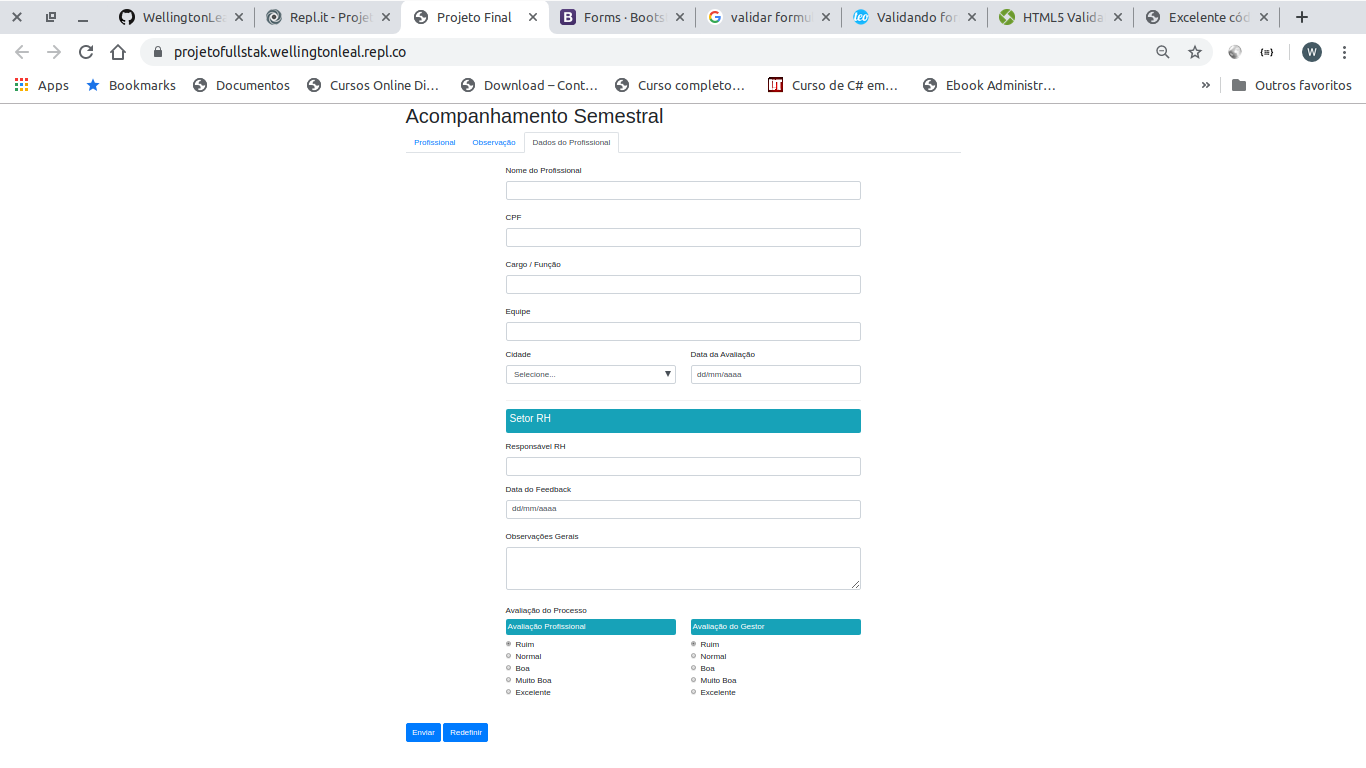 WellingtonLea
Repl.it - Projet
Projeto Final
Forms · Boots
validar formu
Validando for
HTML5 Valida
Excelente cód
projetofullstak.wellingtonleal.repl.co
W
Apps
Bookmarks
Documentos
Cursos Online Di...
Download – Cont...
Curso completo...
Curso de C# em...
Ebook Administr...
»
Outros favoritos
Acompanhamento Semestral
Profissional Observação Dados do Profissional
Nome do Profissional
CPF
Cargo / Função
Equipe
Cidade Data da Avaliação
Selecione... dd/mm/aaaa
Setor RH
Responsável RH
Data do Feedback
dd/mm/aaaa
Observações Gerais
Avaliação do Processo
Avaliação Profissional Avaliação do Gestor
Ruim Ruim
Normal Normal
Boa Boa
Muito Boa Muito Boa
Excelente Excelente
Enviar Redefinir